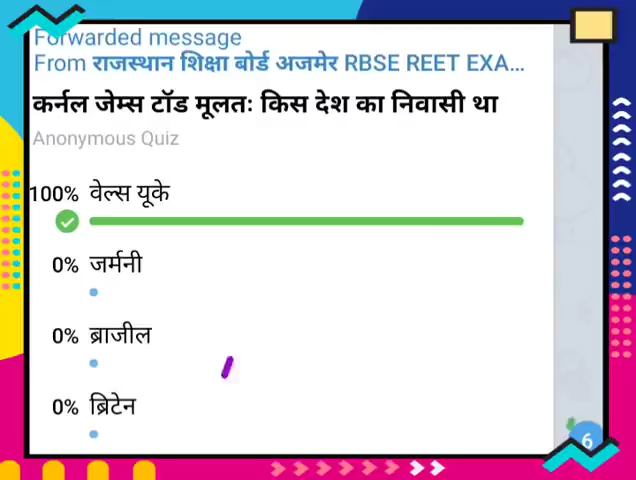 Forwarded message
From राजस्थान शिक्षा बोर्ड अजमेर RBSE REET EXA...
कर्नल जेम्स टॉड मूलतः किस देश का निवासी था
Anonymous Quiz
100% वेल्स यूके
0% जर्मनी
0% ब्राजील
0% ब्रिटेन
6